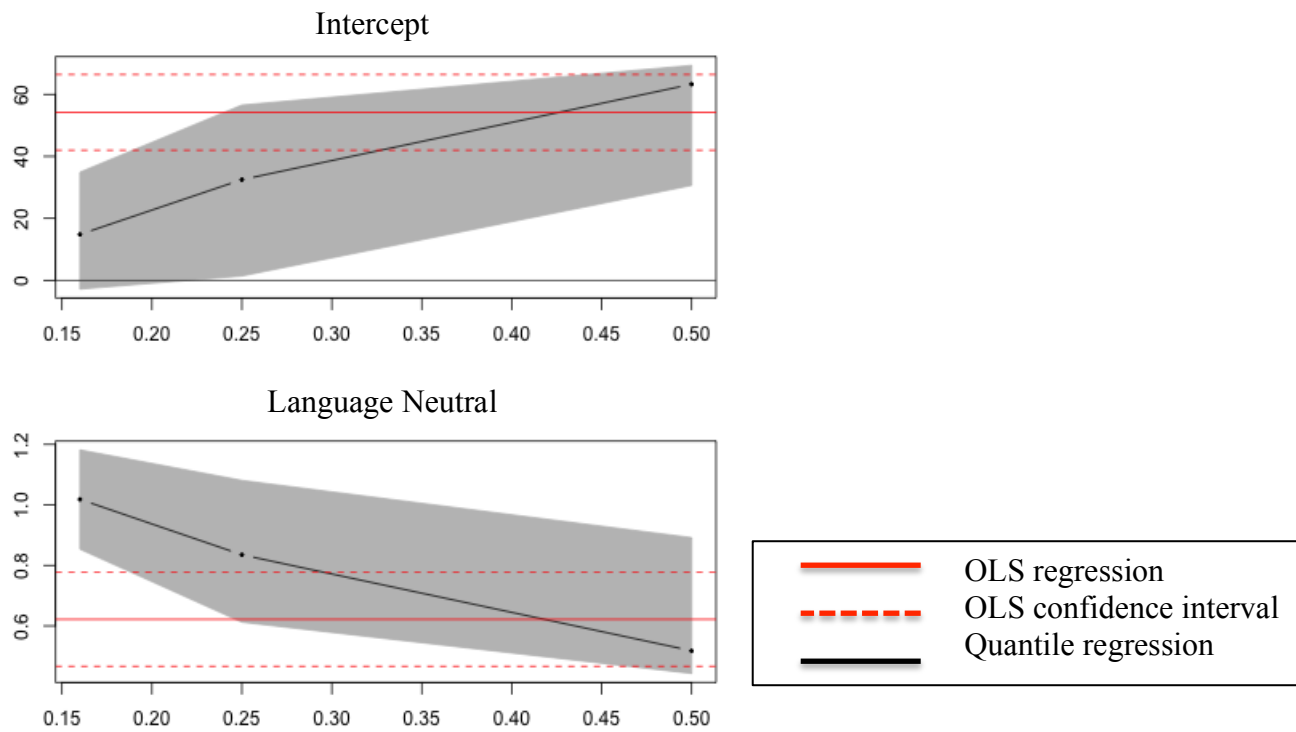 Intercept
60
40
20
0
0.15 0.20 0.25 0.30 0.35 0.40 0.45 0.50
Language Neutral
1.2
1.0
0.8
0.6
0.15 0.20 0.25 0.30 0.35 0.40 0.45 0.50
OLS regression
OLS confidence interval
Quantile regression